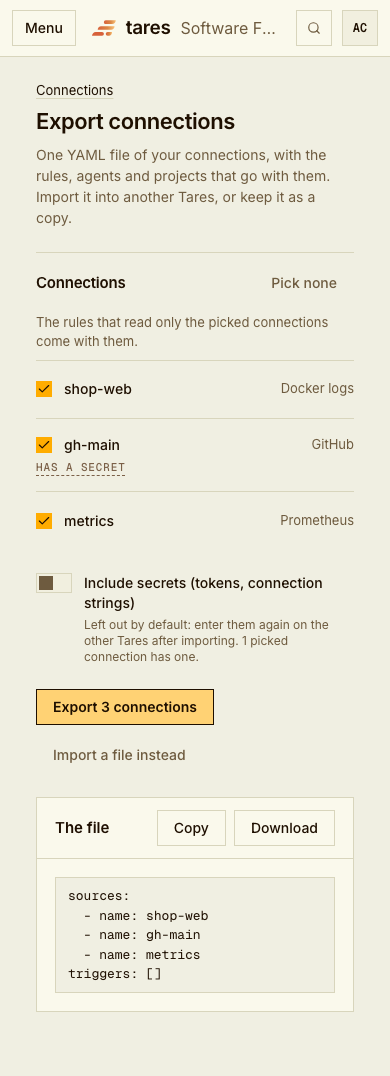 Menu
tares Software F...
AC
Connections
Export connections
One YAML file of your connections, with the
rules, agents and projects that go with them.
Import it into another Tares, or keep it as a
copy.
Connections
Pick none
The rules that read only the picked connections
come with them.
shop-web
Docker logs
gh-main
GitHub
HAS A SECRET
metrics
Prometheus
Include secrets (tokens, connection
strings)
Left out by default: enter them again on the
other Tares after importing. 1 picked
connection has one.
Export 3 connections
Import a file instead
The file
Copy
Download
sources:
  - name: shop-web
  - name: gh-main
  - name: metrics
triggers: []